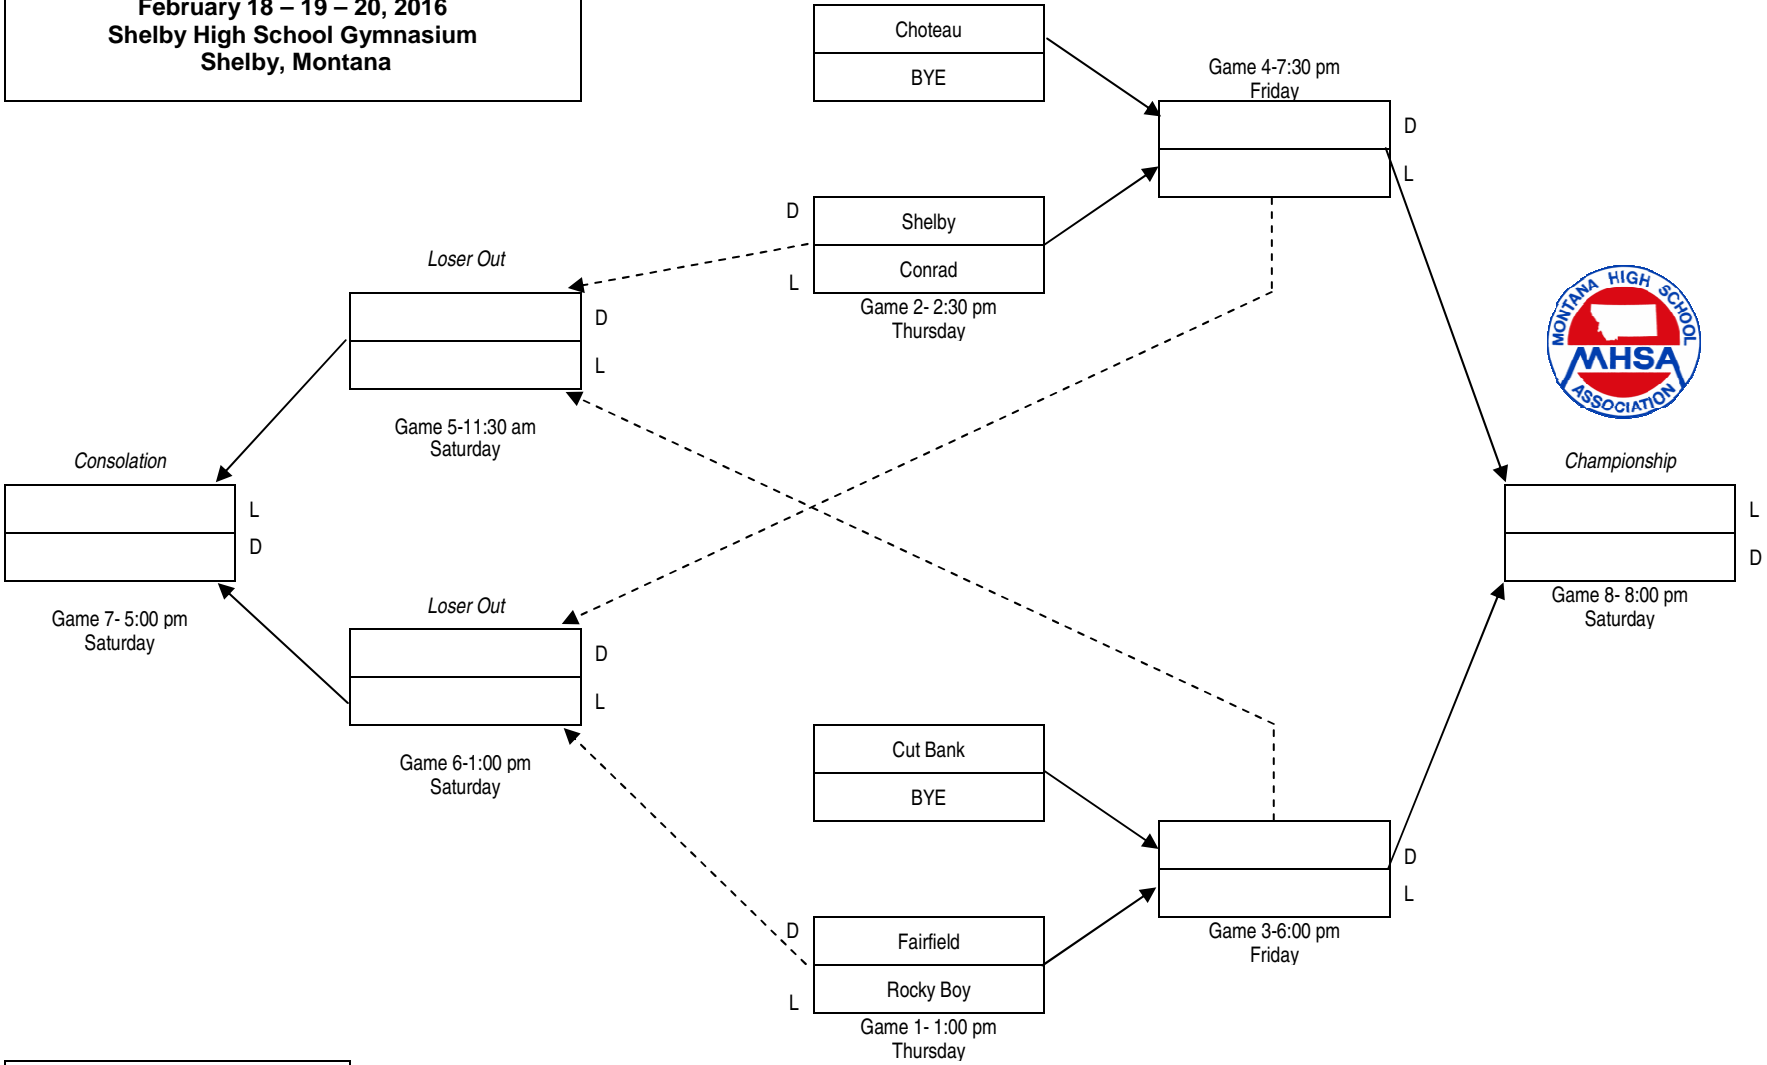 February 18 – 19 – 20, 2016
Shelby High School Gymnasium
Shelby, Montana
Choteau
BYE
Game 4-7:30 pm
Friday
D
L
D
Shelby
L
Conrad
Game 2- 2:30 pm
Thursday
Loser Out
D
L
Game 5-11:30 am
Saturday
MONTANA HIGH SCHOOL
MHSA
ASSOCIATION
Consolation
L
D
Game 7- 5:00 pm
Saturday
Championship
L
D
Game 8- 8:00 pm
Saturday
Loser Out
D
L
Game 6-1:00 pm
Saturday
Cut Bank
BYE
D
L
Game 3-6:00 pm
Friday
D
Fairfield
L
Rocky Boy
Game 1- 1:00 pm
Thursday